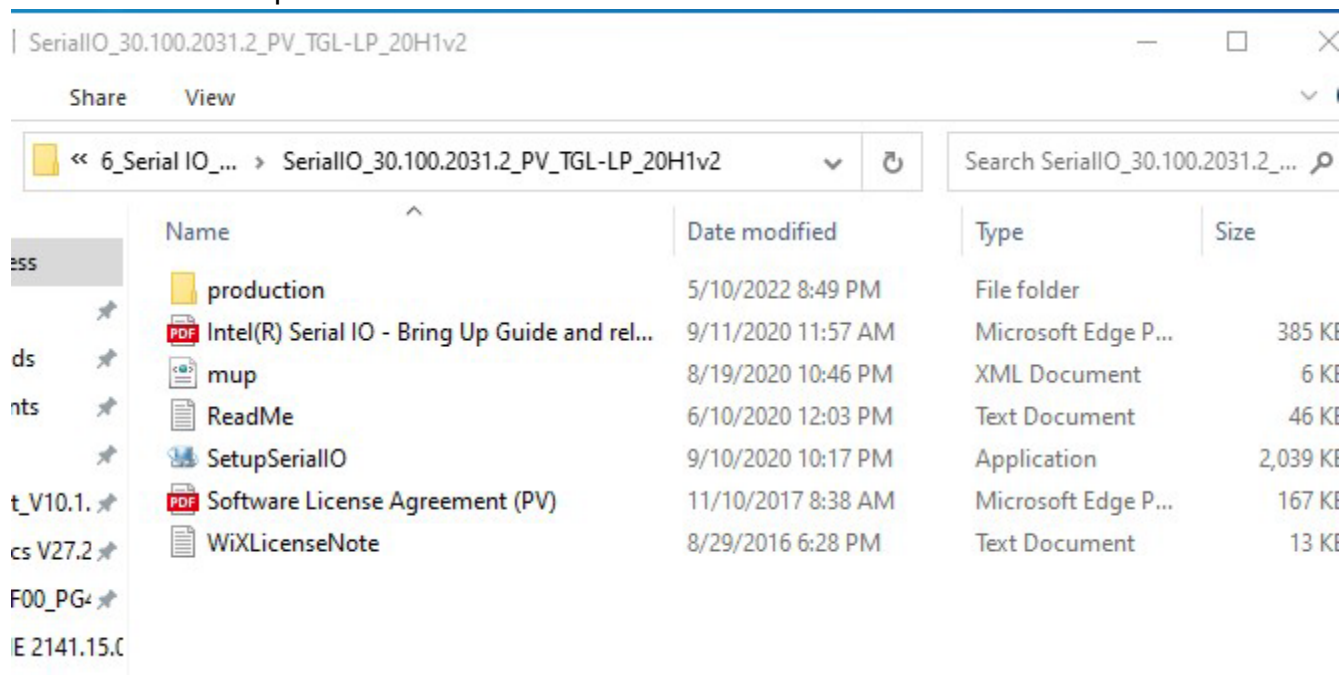 SerialIO_30.100.2031.2_PV_TGL-LP_20H1v2
Share View
« 6_Serial IO_... > SerialIO_30.100.2031.2_PV_TGL-LP_20H1v2 Search SerialIO_30.100.2031.2_...
Name Date modified Type Size
ess
production 5/10/2022 8:49 PM File folder
Intel(R) Serial IO - Bring Up Guide and rel... 9/11/2020 11:57 AM Microsoft Edge P... 385 KB
ds mup 8/19/2020 10:46 PM XML Document 6 KB
nts ReadMe 6/10/2020 12:03 PM Text Document 46 KB
SetupSerialIO 9/10/2020 10:17 PM Application 2,039 KB
t_V10.1. PDF Software License Agreement (PV) 11/10/2017 8:38 AM Microsoft Edge P... 167 KB
cs V27.2 WiXLicenseNote 8/29/2016 6:28 PM Text Document 13 KB
F00_PG4
E 2141.15.0